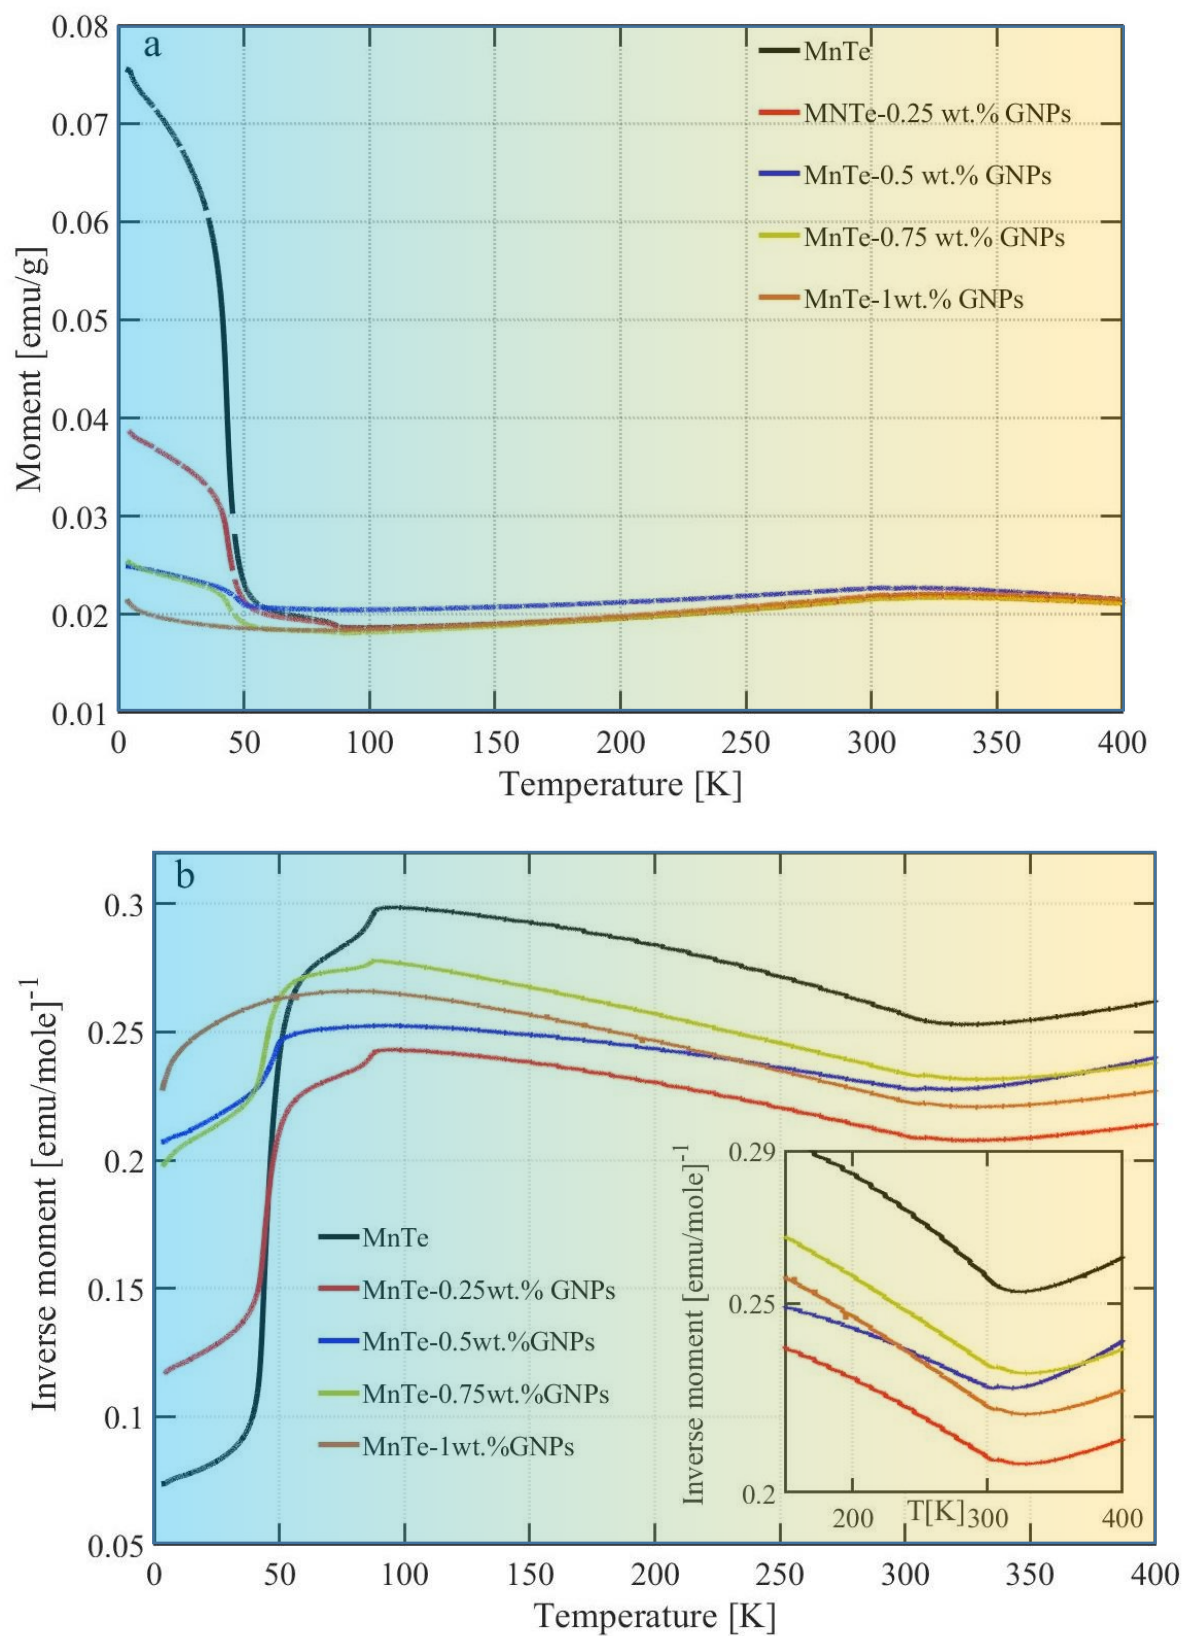 a
0.08
0.07
0.06
0.05
0.04
0.03
0.02
0.01
Moment [emu/g]
MnTe
MNTe-0.25 wt.% GNPs
MnTe-0.5 wt.% GNPs
MnTe-0.75 wt.% GNPs
MnTe-1wt.% GNPs
0 50 100 150 200 250 300 350 400
Temperature [K]
b
0.3
0.25
0.2
0.15
0.1
0.05
Inverse moment [emu/mole]-1
MnTe
MnTe-0.25wt.% GNPs
MnTe-0.5wt.%GNPs
MnTe-0.75wt.%GNPs
MnTe-1wt.%GNPs
0.29
0.25
0.2
Inverse moment [emu/mole]-1
200 T[K] 300 400
0 50 100 150 200 250 300 350 400
Temperature [K]